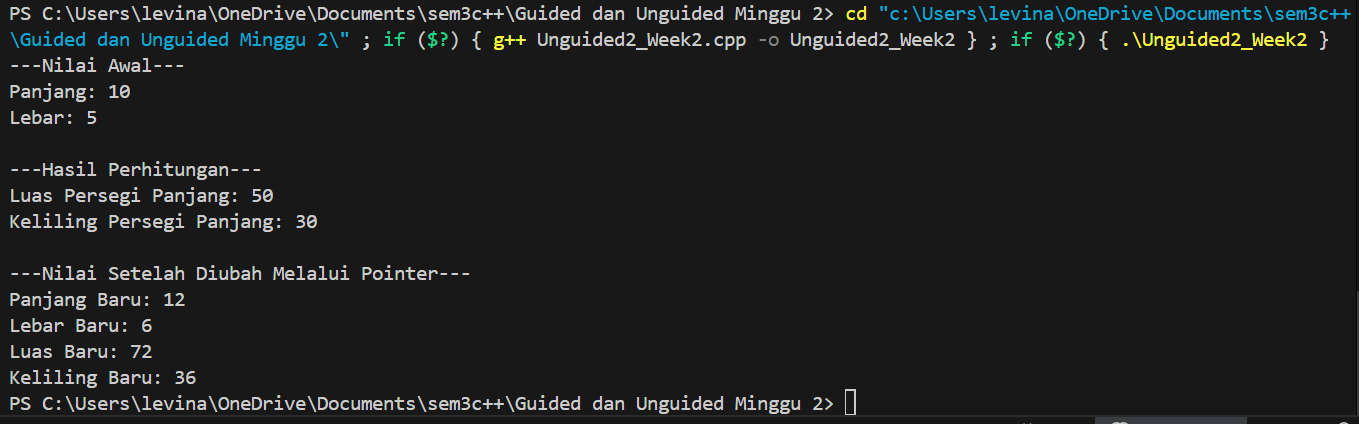 PS C:\Users\levina\OneDrive\Documents\sem3c++\Guided dan Unguided Minggu 2> cd "c:\Users\levina\OneDrive\Documents\sem3c++
\Guided dan Unguided Minggu 2\" ; if ($?) { g++ Unguided2_Week2.cpp -o Unguided2_Week2 } ; if ($?) { .\Unguided2_Week2 }
---Nilai Awal---
Panjang: 10
Lebar: 5
---Hasil Perhitungan---
Luas Persegi Panjang: 50
Keliling Persegi Panjang: 30
---Nilai Setelah Diubah Melalui Pointer---
Panjang Baru: 12
Lebar Baru: 6
Luas Baru: 72
Keliling Baru: 36
PS C:\Users\levina\OneDrive\Documents\sem3c++\Guided dan Unguided Minggu 2>